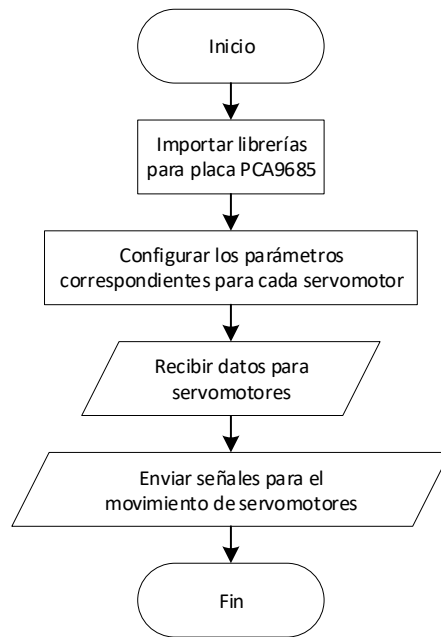 Inicio
Importar librerías
para placa PCA9685
Configurar los parámetros
correspondientes para cada servomotor
Recibir datos para
servomotores
Enviar señales para el
movimiento de servomotores
Fin